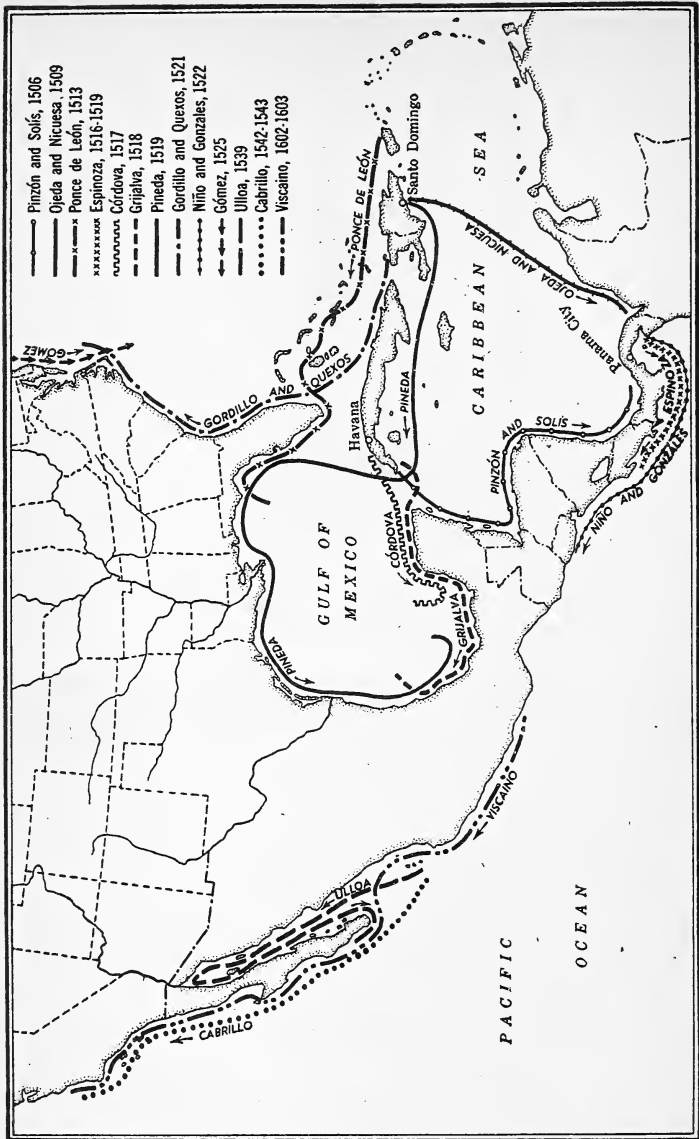 Pinzón and Solís, 1506
Ojeda and Nicuesa, 1509
Ponce de León, 1513
Espinoza, 1516-1519
Córdova, 1517
Grijalva, 1518
Pineda, 1519
Gordillo and Quexos, 1521
Niño and Gonzales, 1522
Gómez, 1525
Ulloa, 1539
Cabrillo, 1542-1543
Viscaino, 1602-1603
GOMEZ
GORDILLO AND QUEXOS
PONCE DE LEÓN
Santo Domingo
Havana
PINEDA
CARIBBEAN SEA
OJEDA AND NICUESA
PINZÓN AND SOLÍS
Panama City
ESPINOZA
NIÑO AND GONZALES
GULF OF
MEXICO
CÓRDOVA
GRIJALVA
PINEDA
VISCAINO
ULLOA
CABRILLO
PACIFIC
OCEAN